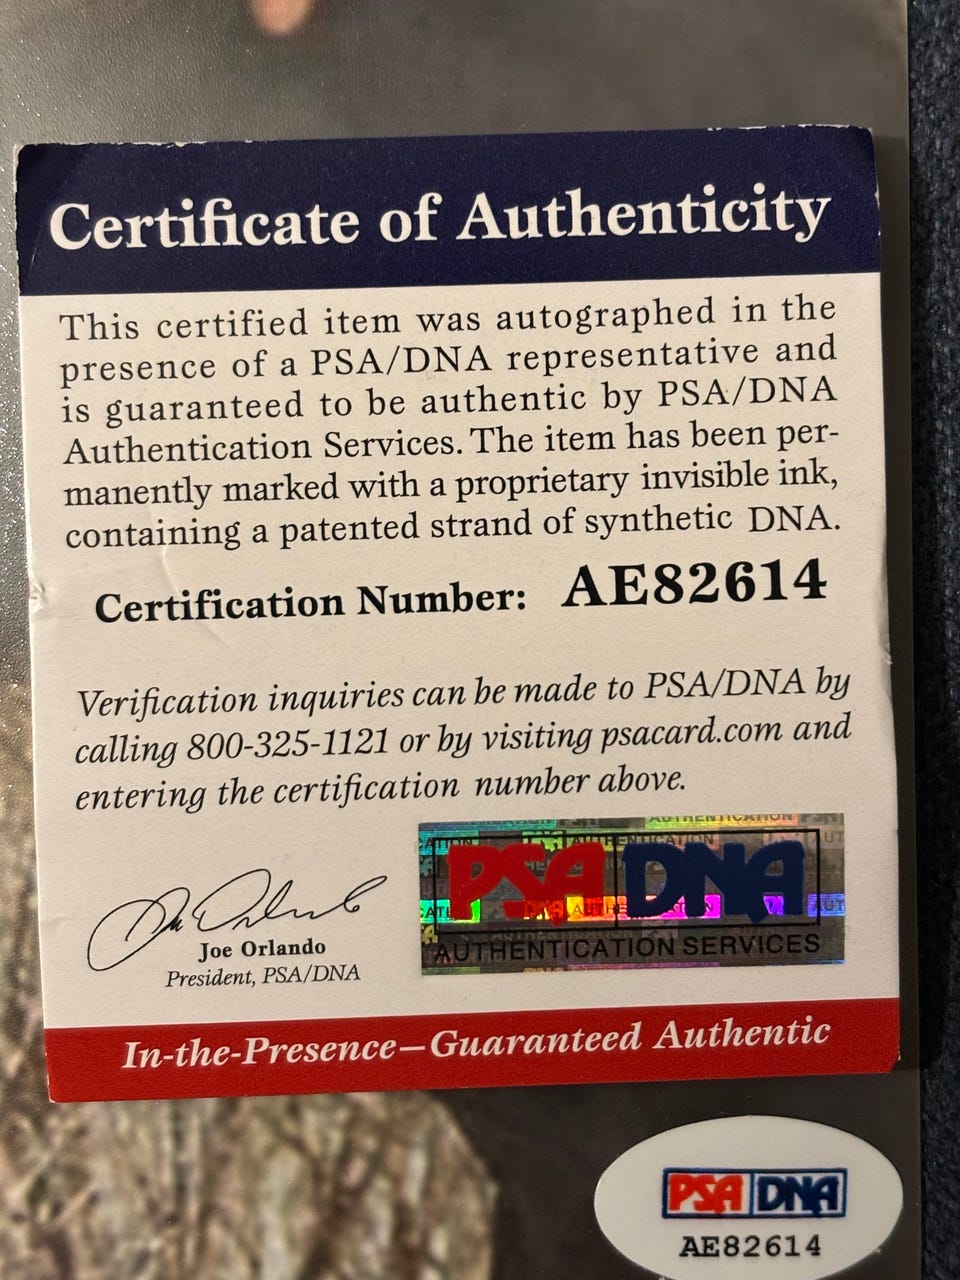 Certificate of Authenticity
This certified item was autographed in the
presence of a PSA/DNA representative and
is guaranteed to be authentic by PSA/DNA
Authentication Services. The item has been per-
manently marked with a proprietary invisible ink,
containing a patented strand of synthetic DNA.
Certification Number: AE82614
Verification inquiries can be made to PSA/DNA by
calling 800-325-1121 or by visiting psacard.com and
entering the certification number above.
Joe Orlando
President, PSA/DNA
PSA DNA
AUTHENTICATION SERVICES
In-the-Presence—Guaranteed Authentic
PSA DNA
AE82614